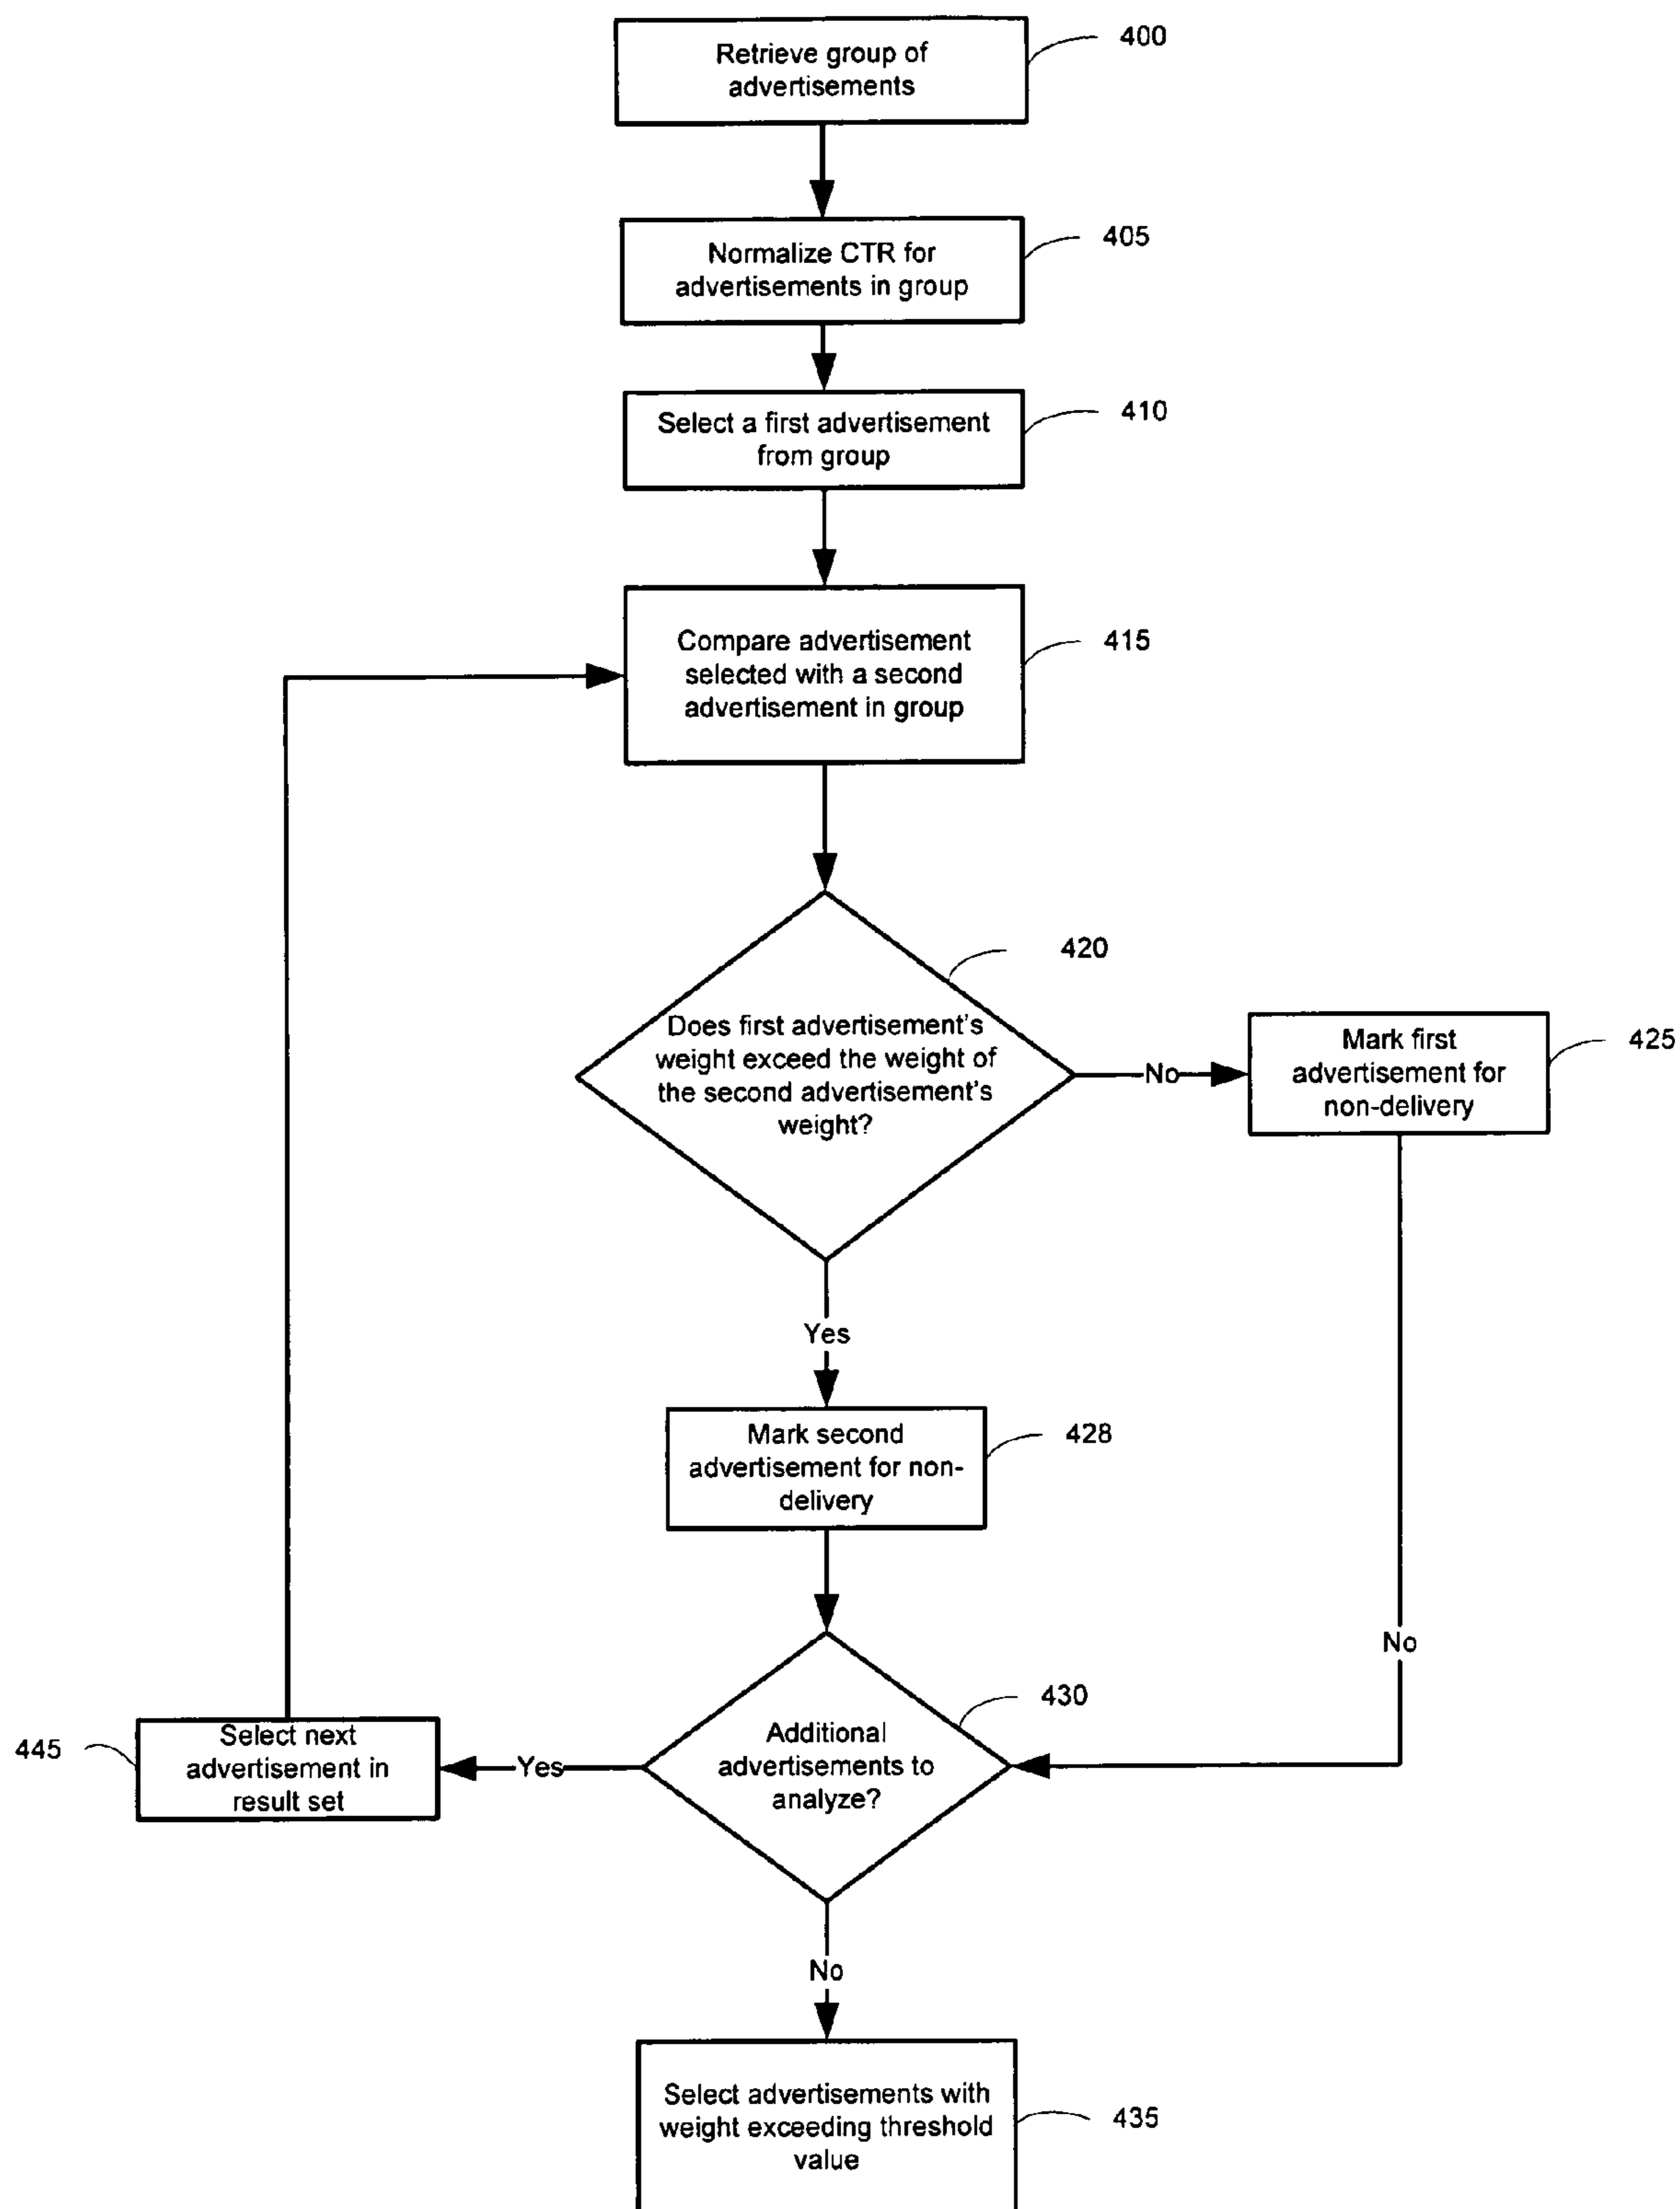 Retrieve group of
advertisements
400
Normalize CTR for
advertisements in group
405
Select a first advertisement
from group
410
Compare advertisement
selected with a second
advertisement in group
415
420
Does first advertisement's
weight exceed the weight of
the second advertisement's
weight?
No
Mark first
advertisement for
non-delivery
425
Yes
Mark second
advertisement for non-
delivery
428
No
430
Additional
advertisements to
analyze?
Yes
445
Select next
advertisement in
result set
No
Select advertisements with
weight exceeding threshold
value
435